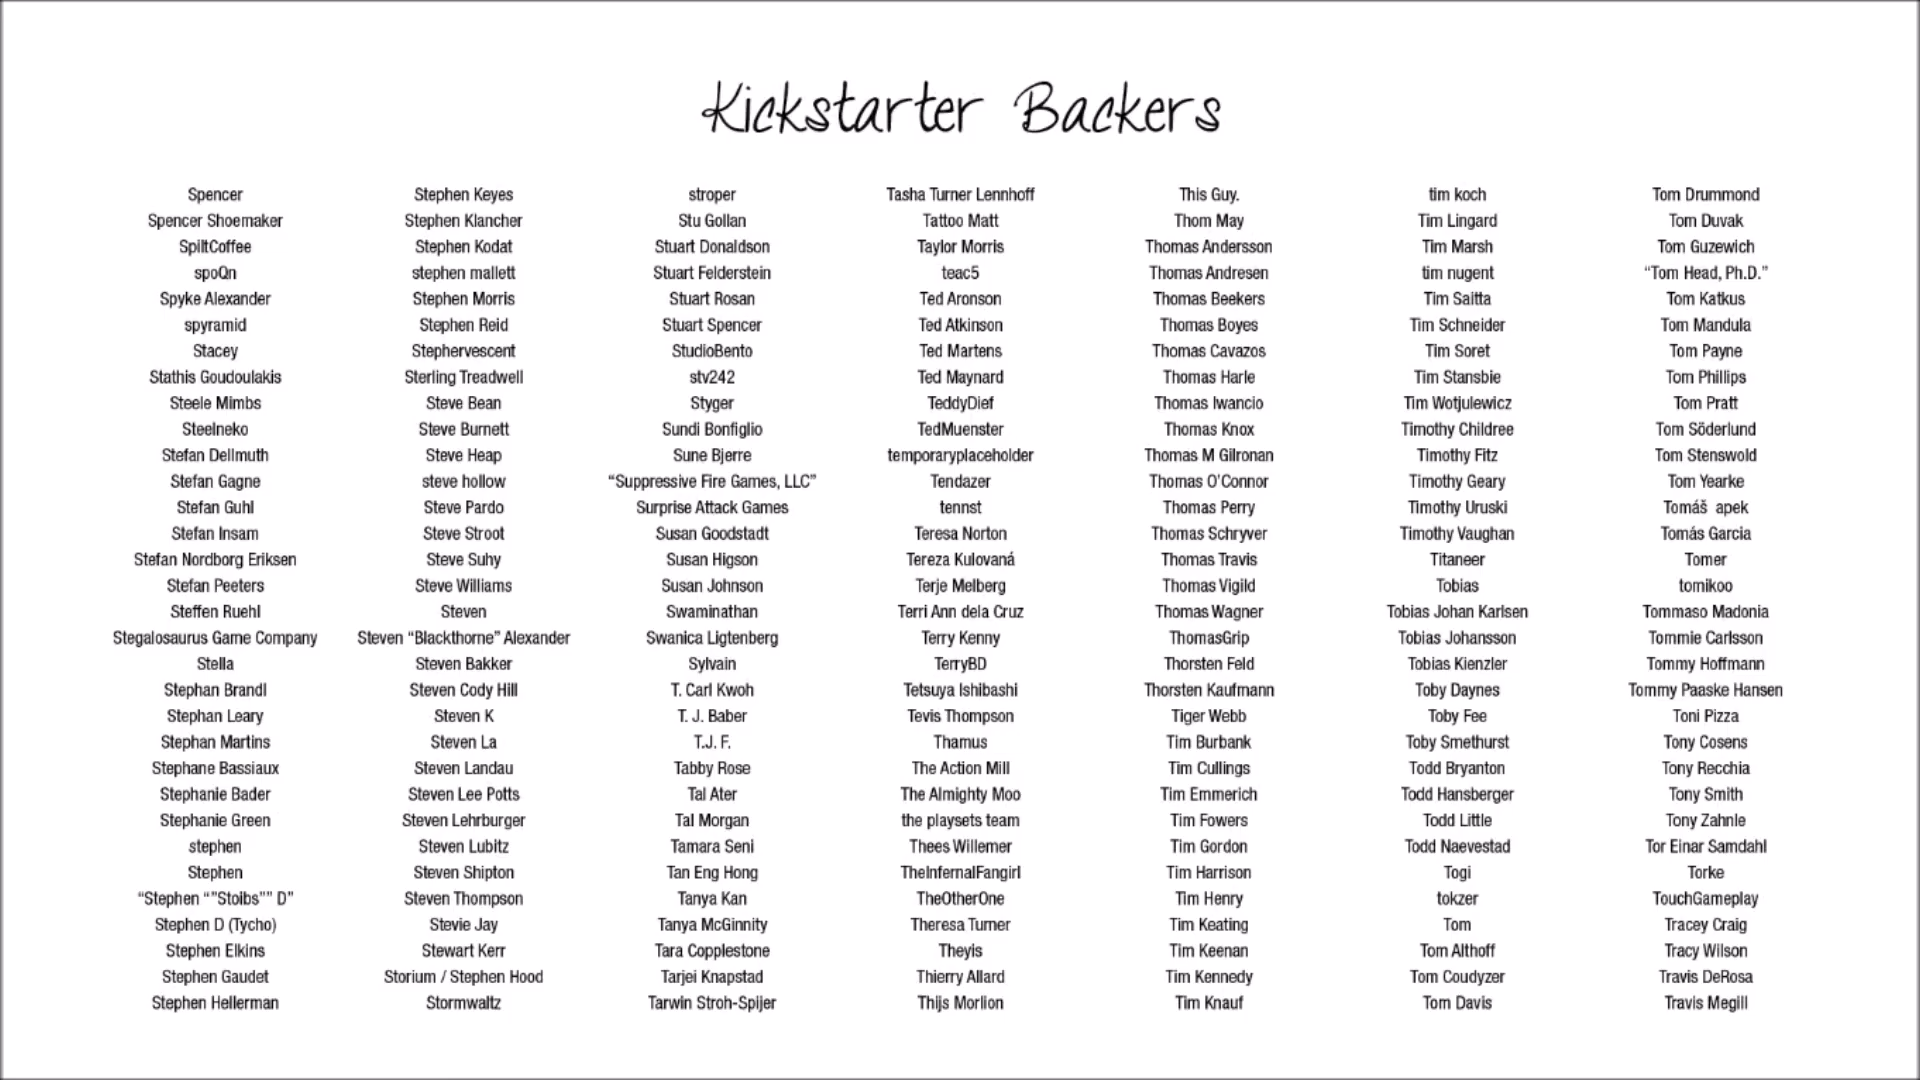 Kickstarter Backers
Spencer
Spencer Shoemaker
SpiltCoffee
spoQn
Spyke Alexander
spyramid
Stacey
Stathis Goudoulakis
Steele Mimbs
Steelneko
Stefan Dellmuth
Stefan Gagne
Stefan Guhl
Stefan Insam
Stefan Nordborg Eriksen
Stefan Peeters
Steffen Ruehl
Stegalosaurus Game Company
Stella
Stephan Brandl
Stephan Leary
Stephan Martins
Stephane Bassiaux
Stephanie Bader
Stephanie Green
stephen
Stephen
“Stephen “”Stoibs”” D”
Stephen D (Tycho)
Stephen Elkins
Stephen Gaudet
Stephen Hellerman
Stephen Keyes
Stephen Klancher
Stephen Kodat
stephen mallett
Stephen Morris
Stephen Reid
Stephervescent
Sterling Treadwell
Steve Bean
Steve Burnett
Steve Heap
steve hollow
Steve Pardo
Steve Stroot
Steve Suhy
Steve Williams
Steven
Steven “Blackthorne” Alexander
Steven Bakker
Steven Cody Hill
Steven K
Steven La
Steven Landau
Steven Lee Potts
Steven Lehrburger
Steven Lubitz
Steven Shipton
Steven Thompson
Stevie Jay
Stewart Kerr
Storium / Stephen Hood
Stormwaltz
stroper
Stu Gollan
Stuart Donaldson
Stuart Felderstein
Stuart Rosan
Stuart Spencer
StudioBento
stv242
Styger
Sundi Bonfiglio
Sune Bjerre
“Suppressive Fire Games, LLC”
Surprise Attack Games
Susan Goodstadt
Susan Higson
Susan Johnson
Swaminathan
Swanica Ligtenberg
Sylvain
T. Carl Kwoh
T. J. Baber
T.J. F.
Tabby Rose
Tal Ater
Tal Morgan
Tamara Seni
Tan Eng Hong
Tanya Kan
Tanya McGinnity
Tara Copplestone
Tarjei Knapstad
Tarwin Stroh-Spijer
Tasha Turner Lennhoff
Tattoo Matt
Taylor Morris
teac5
Ted Aronson
Ted Atkinson
Ted Martens
Ted Maynard
TeddyDief
TedMuenster
temporaryplaceholder
Tendazer
tennst
Teresa Norton
Tereza Kulovaná
Terje Melberg
Terri Ann dela Cruz
Terry Kenny
TerryBD
Tetsuya Ishibashi
Tevis Thompson
Thamus
The Action Mill
The Almighty Moo
the playsets team
Thees Willemer
TheInfernalFangirl
TheOtherOne
Theresa Turner
Theyis
Thierry Allard
Thijs Morlion
This Guy.
Thom May
Thomas Andersson
Thomas Andresen
Thomas Beekers
Thomas Boyes
Thomas Cavazos
Thomas Harle
Thomas Iwancio
Thomas Knox
Thomas M Gilronan
Thomas O’Connor
Thomas Perry
Thomas Schryver
Thomas Travis
Thomas Vigild
Thomas Wagner
ThomasGrip
Thorsten Feld
Thorsten Kaufmann
Tiger Webb
Tim Burbank
Tim Cullings
Tim Emmerich
Tim Fowers
Tim Gordon
Tim Harrison
Tim Henry
Tim Keating
Tim Keenan
Tim Kennedy
Tim Knauf
tim koch
Tim Lingard
Tim Marsh
tim nugent
Tim Saitta
Tim Schneider
Tim Soret
Tim Stansbie
Tim Wotjulewicz
Timothy Childree
Timothy Fitz
Timothy Geary
Timothy Uruski
Timothy Vaughan
Titaneer
Tobias
Tobias Johan Karlsen
Tobias Johansson
Tobias Kienzler
Toby Daynes
Toby Fee
Toby Smethurst
Todd Bryanton
Todd Hansberger
Todd Little
Todd Naevestad
Togi
tokzer
Tom
Tom Althoff
Tom Coudyzer
Tom Davis
Tom Drummond
Tom Duvak
Tom Guzewich
“Tom Head, Ph.D.”
Tom Katkus
Tom Mandula
Tom Payne
Tom Phillips
Tom Pratt
Tom Söderlund
Tom Stenswold
Tom Yearke
Tomáš  apek
Tomás Garcia
Tomer
tomikoo
Tommaso Madonia
Tommie Carlsson
Tommy Hoffmann
Tommy Paaske Hansen
Toni Pizza
Tony Cosens
Tony Recchia
Tony Smith
Tony Zahnle
Tor Einar Samdahl
Torke
TouchGameplay
Tracey Craig
Tracy Wilson
Travis DeRosa
Travis Megill